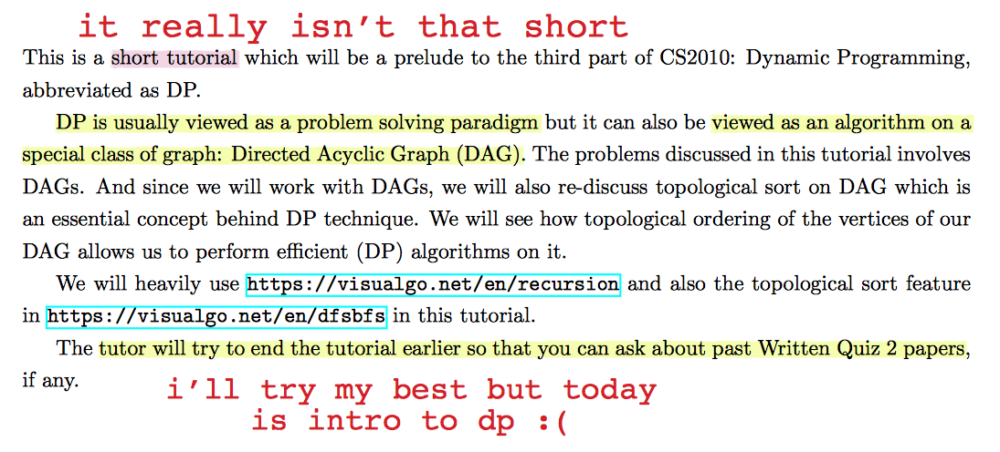 it really isn't that short
This is a short tutorial which will be a prelude to the third part of CS2010: Dynamic Programming,
abbreviated as DP.
DP is usually viewed as a problem solving paradigm but it can also be viewed as an algorithm on a
special class of graph: Directed Acyclic Graph (DAG). The problems discussed in this tutorial involves
DAGs. And since we will work with DAGs, we will also re-discuss topological sort on DAG which is
an essential concept behind DP technique. We will see how topological ordering of the vertices of our
DAG allows us to perform efficient (DP) algorithms on it.
We will heavily use https://visualgo.net/en/recursion and also the topological sort feature
in https://visualgo.net/en/dfsbfs in this tutorial.
The tutor will try to end the tutorial earlier so that you can ask about past Written Quiz 2 papers,
if any.
i'll try my best but today
is intro to dp :(